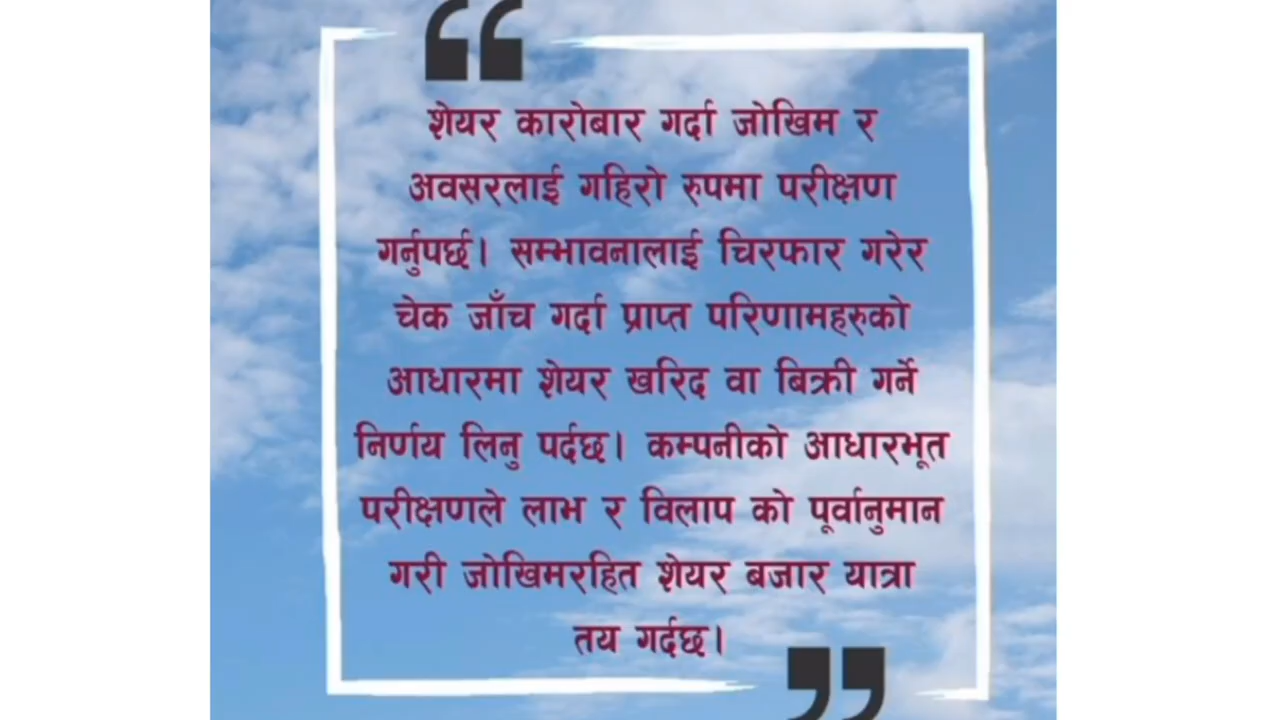 शेयर कारोबार गर्दा जोखिम र
अवसरलाई गहिरो रुपमा परीक्षण
गर्नुपर्छ। सम्भावनालाई चिरफार गरेर
चेक जाँच गर्दा प्राप्त परिणामहरुको
आधारमा शेयर खरिद वा बिक्री गर्ने
निर्णय लिनु पर्दछ। कम्पनीको आधारभूत
परीक्षणले लाभ र विलाप को पूर्वानुमान
गरी जोखिमरहित शेयर बजार यात्रा
तय गर्दछ।